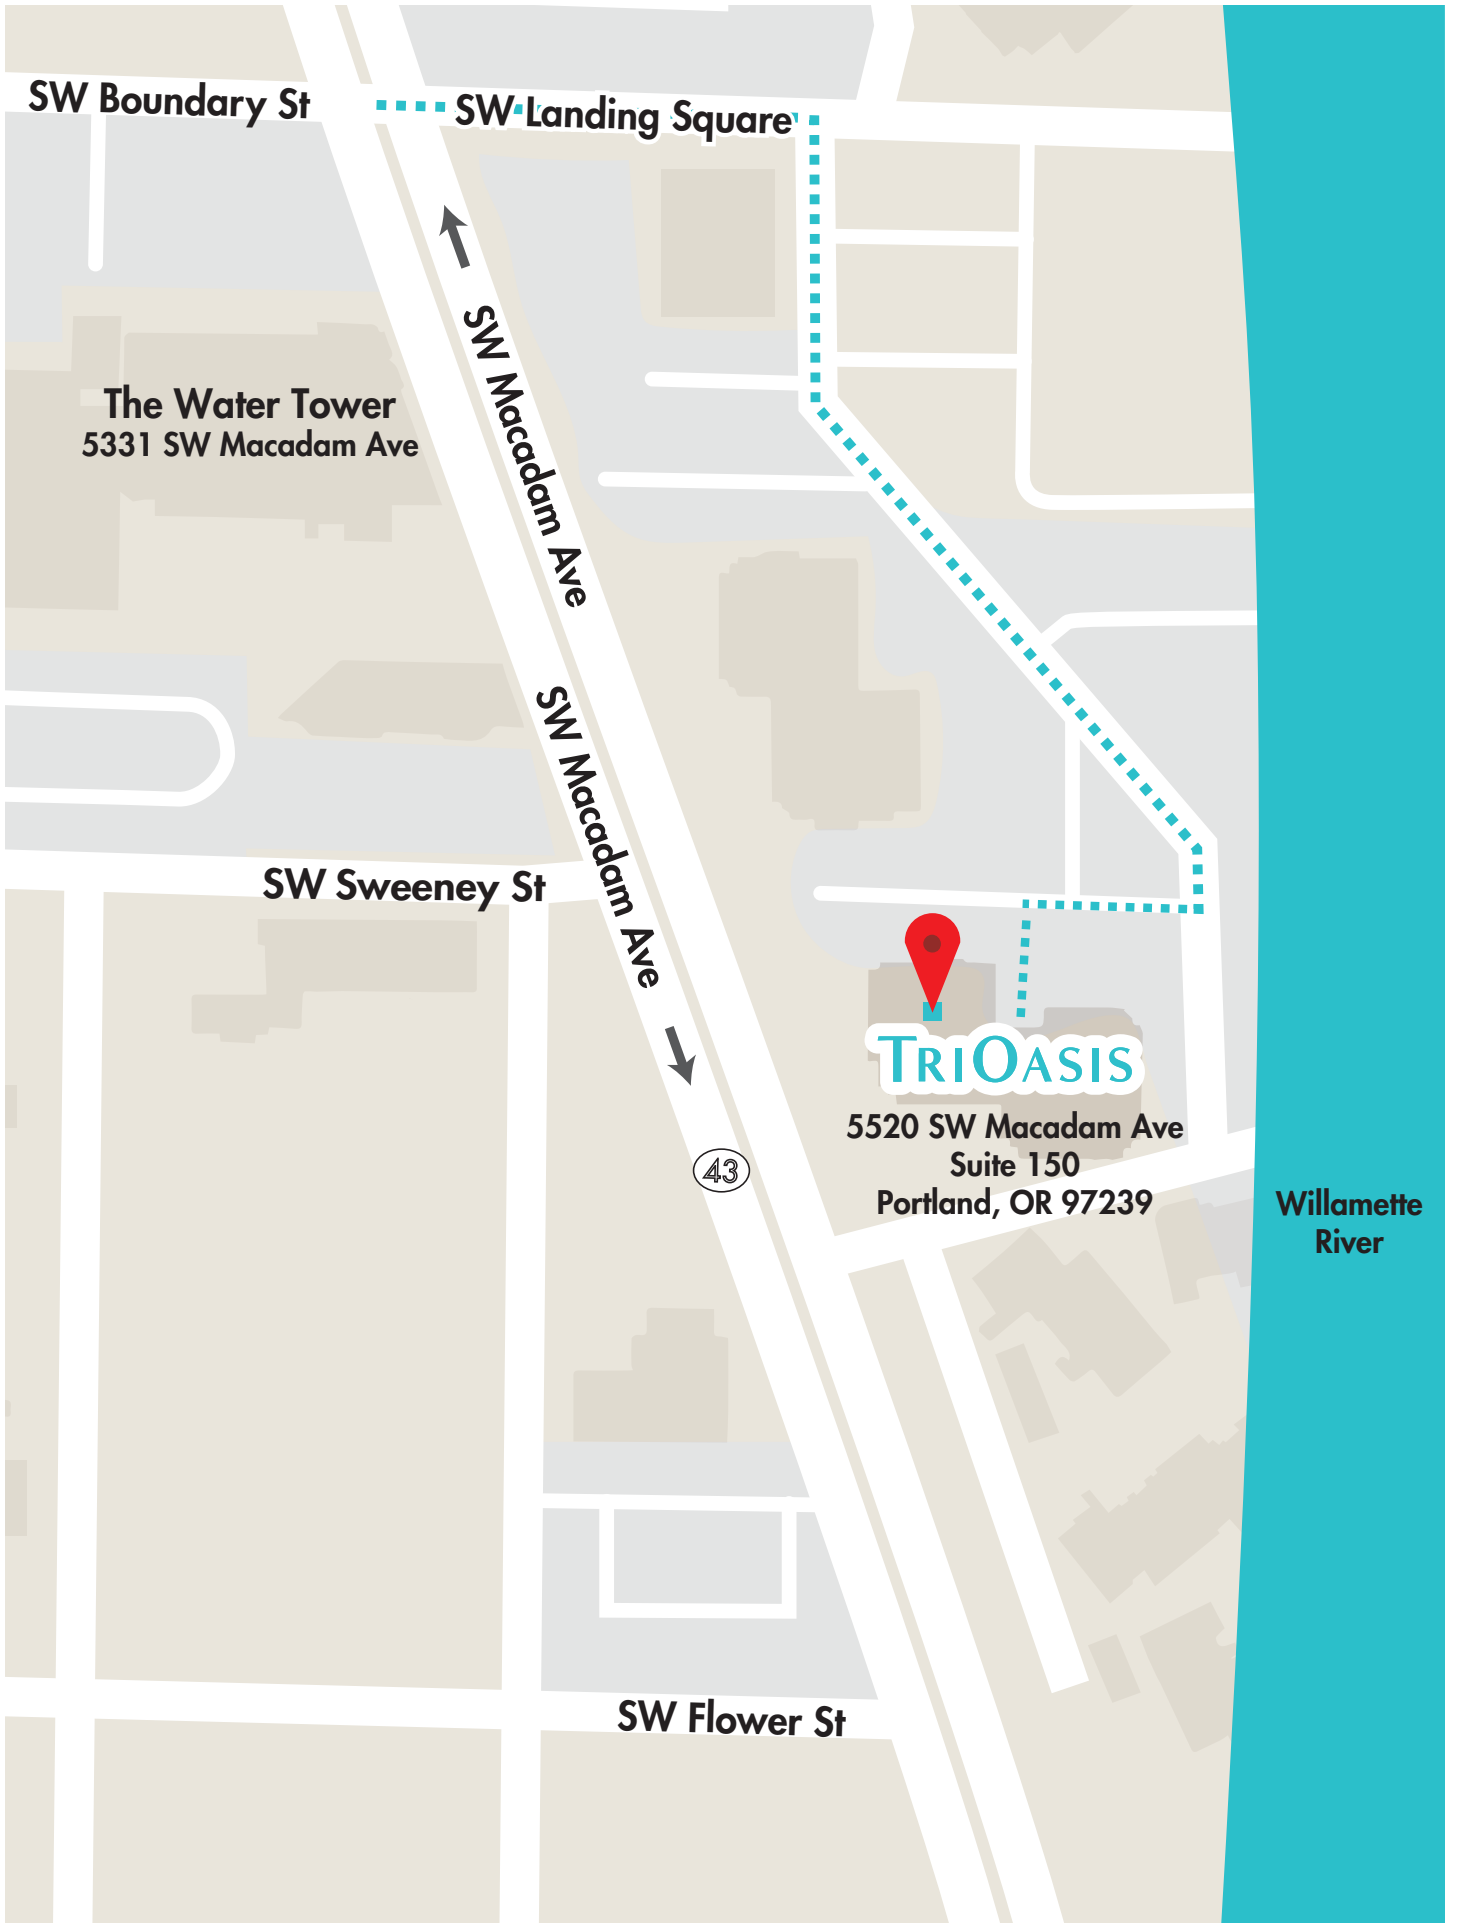 SW Boundary St
SW Landing Square
SW Macadam Ave
The Water Tower
5331 SW Macadam Ave
SW Macadam Ave
SW Sweeney St
TRIOASIS
5520 SW Macadam Ave
Suite 150
Portland, OR 97239
43
Willamette
River
SW Flower St